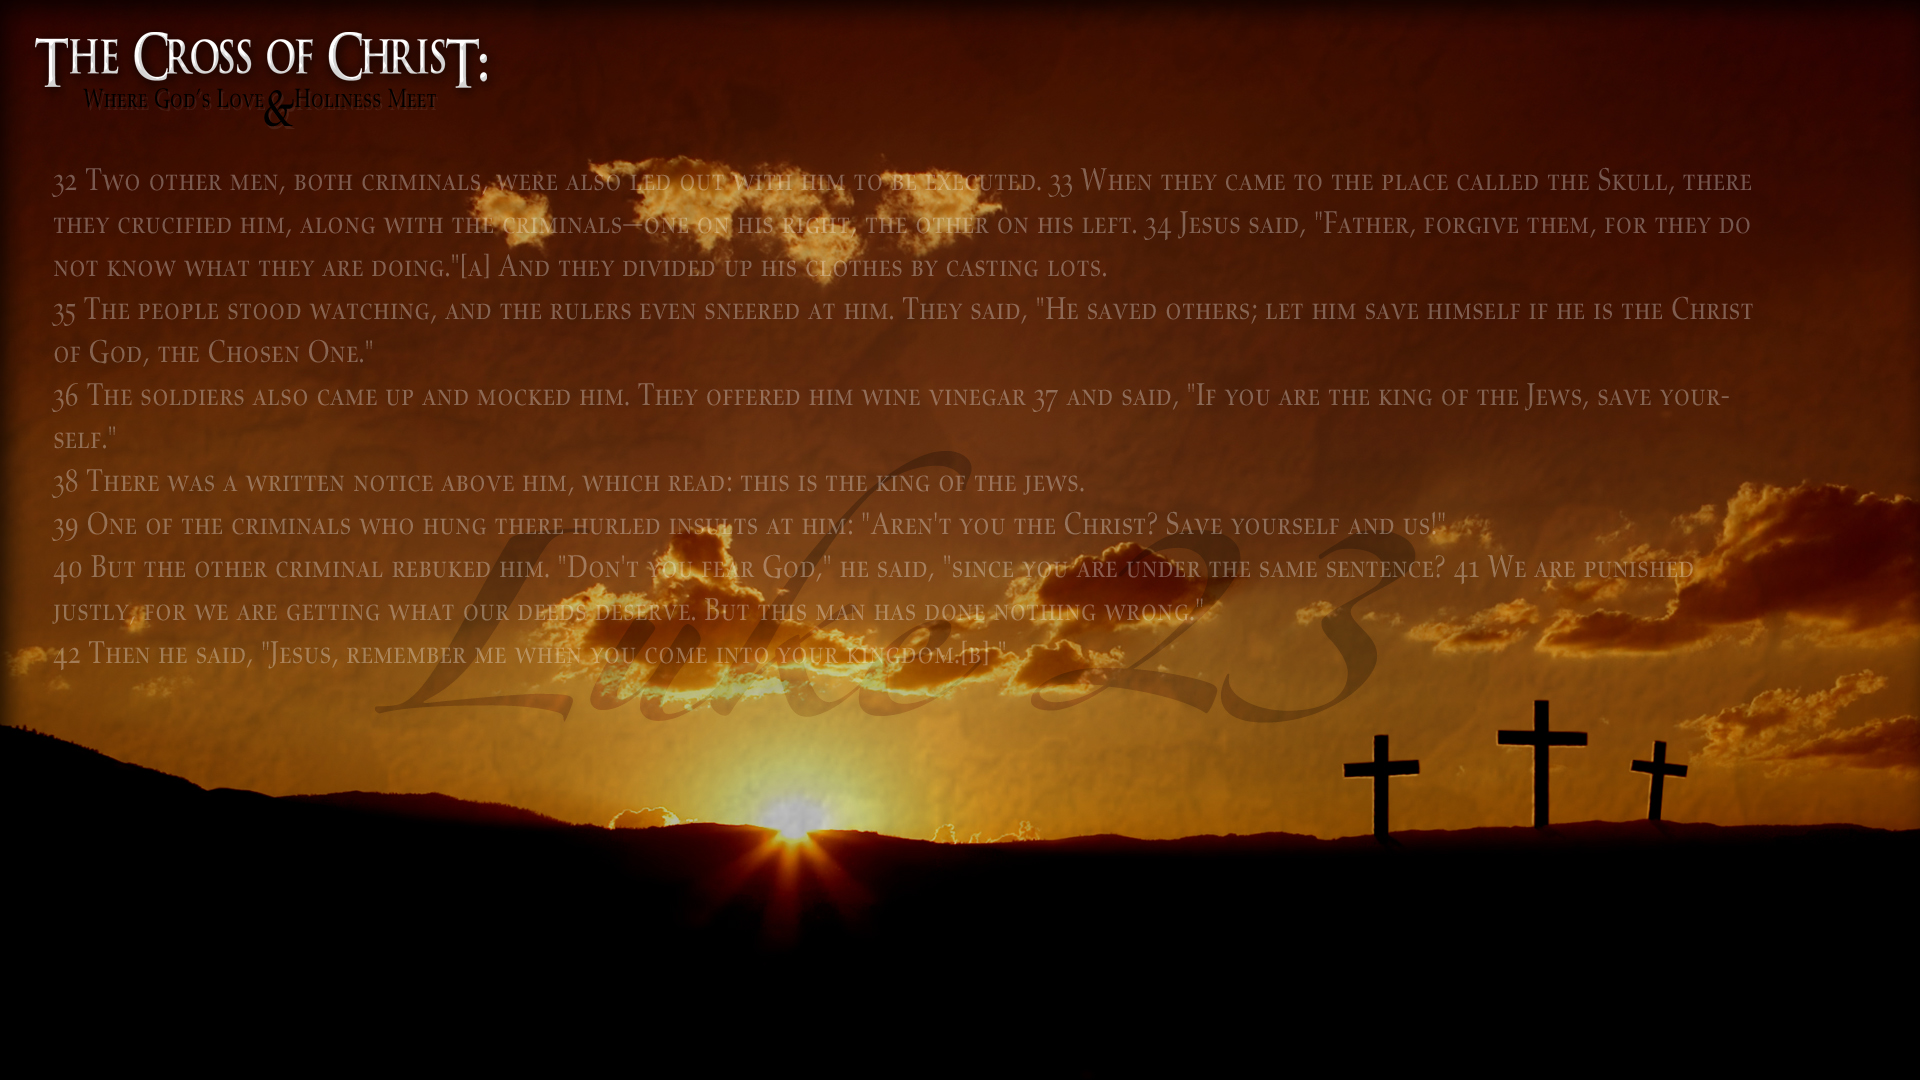 The Cross of Christ:
Where God's Love & Holiness Meet
32 Two other men, both criminals, were also led out with him to be executed. 33 When they came to the place called the Skull, there
they crucified him, along with the criminals—one on his right, the other on his left. 34 Jesus said, "Father, forgive them, for they do
not know what they are doing."[a] And they divided up his clothes by casting lots.
35 The people stood watching, and the rulers even sneered at him. They said, "He saved others; let him save himself if he is the Christ
of God, the Chosen One."
36 The soldiers also came up and mocked him. They offered him wine vinegar 37 and said, "If you are the king of the Jews, save your-
self."
38 There was a written notice above him, which read: this is the king of the jews.
39 One of the criminals who hung there hurled insults at him: "Aren't you the Christ? Save yourself and us!"
40 But the other criminal rebuked him. "Don't you fear God," he said, "since you are under the same sentence? 41 We are punished
justly, for we are getting what our deeds deserve. But this man has done nothing wrong."
42 Then he said, "Jesus, remember me when you come into your kingdom.[b] "
Luke 23